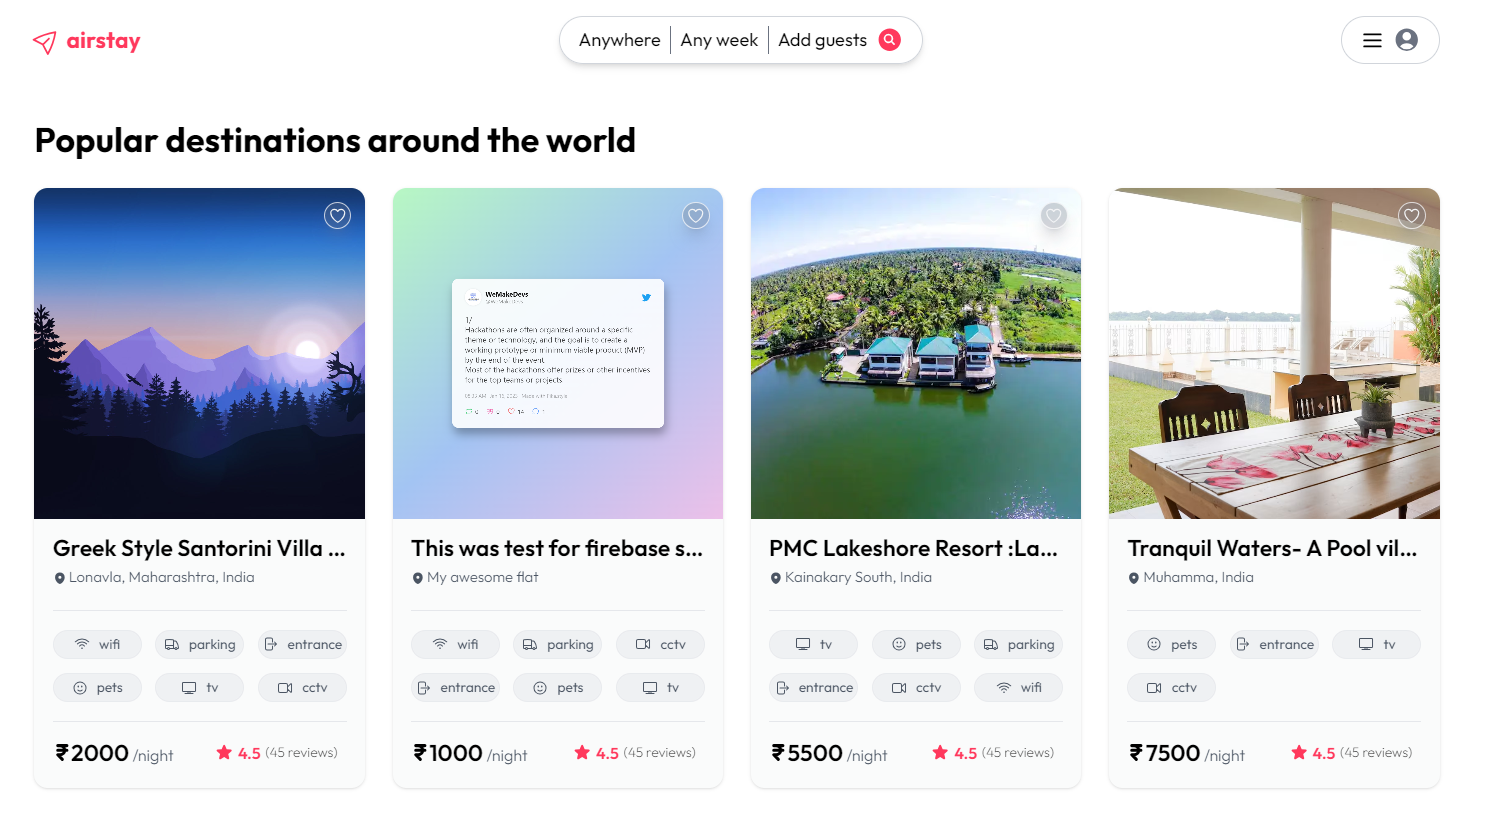 airstay
Anywhere Any week Add guests
Popular destinations around the world
WeMakeDevs
1/
Hackathons are often organized around a specific
theme or technology, and the goal is to create a
working prototype or minimum viable product (MVP)
by the end of the event.
Most of the hackathons offer prizes or other incentives
for the top teams or projects.
Greek Style Santorini Villa ...
Lonavla, Maharashtra, India
wifi parking entrance
pets tv cctv
₹2000 /night 4.5 (45 reviews)
This was test for firebase s...
My awesome flat
wifi parking cctv
entrance pets tv
₹1000 /night 4.5 (45 reviews)
PMC Lakeshore Resort :La...
Kainakary South, India
tv pets parking
entrance cctv wifi
₹5500 /night 4.5 (45 reviews)
Tranquil Waters- A Pool vil...
Muhamma, India
pets entrance tv
cctv
₹7500 /night 4.5 (45 reviews)